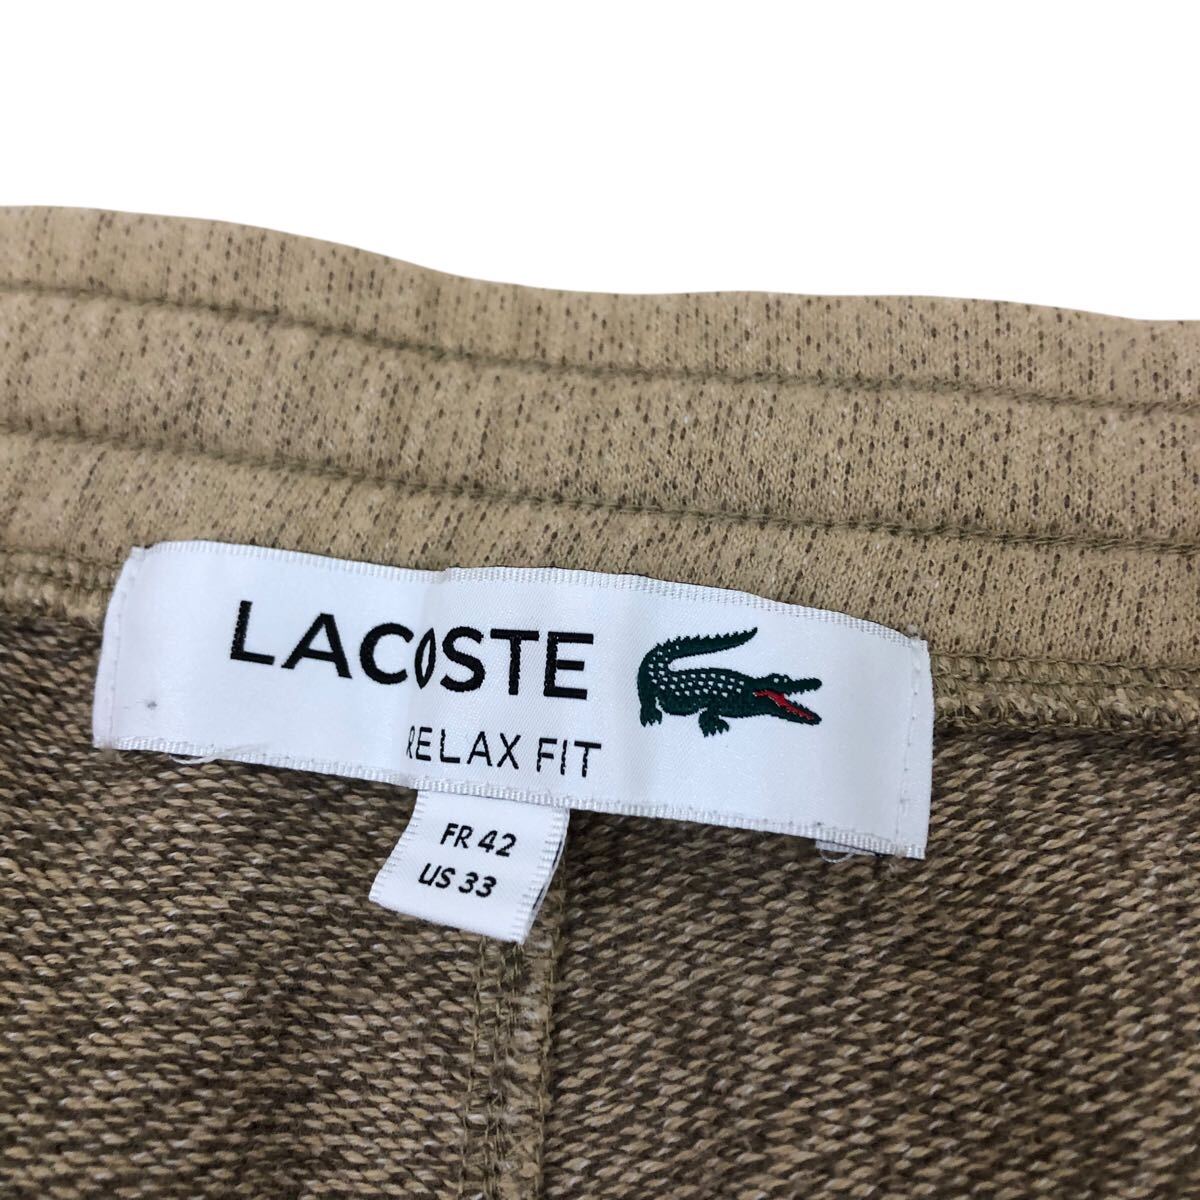 LACOSTE
RELAX FIT
FR 42
US 33